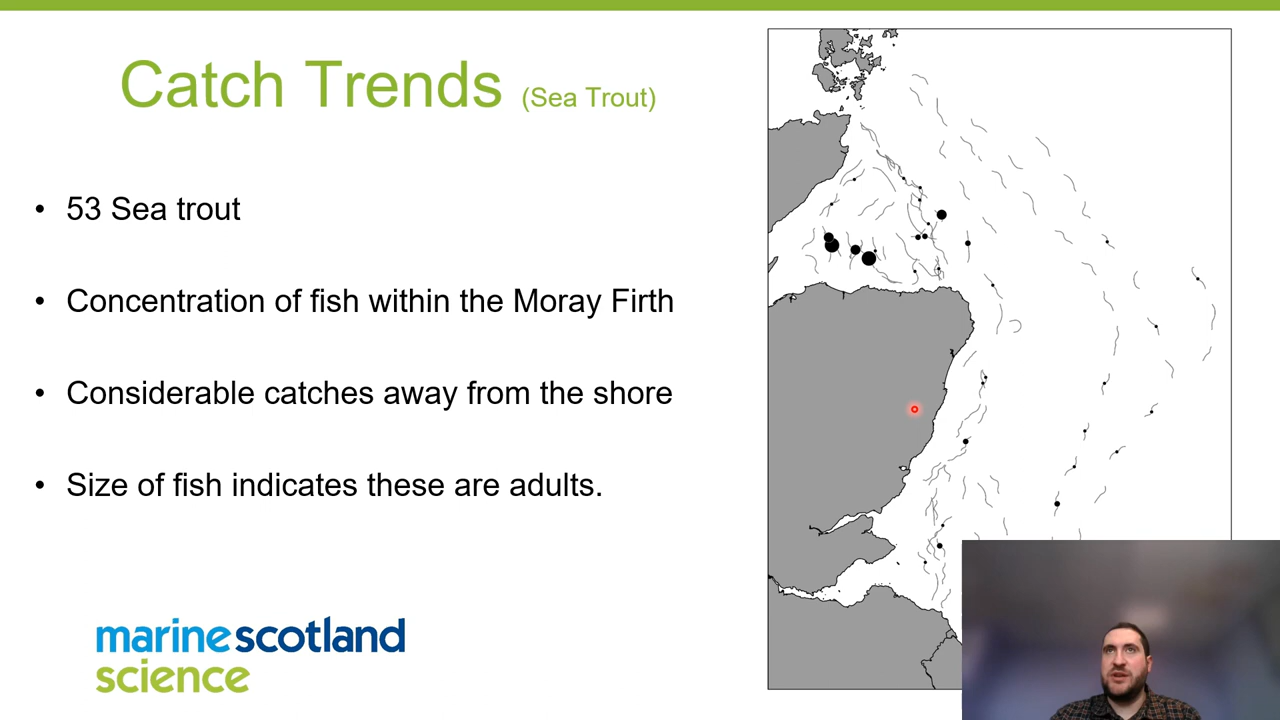 Catch Trends (Sea Trout)
• 53 Sea trout
• Concentration of fish within the Moray Firth
• Considerable catches away from the shore
• Size of fish indicates these are adults.
marinescotland
science